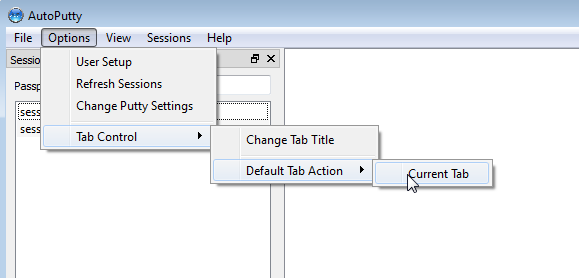 AutoPutty
File Options View Sessions Help
Sessio
User Setup
Passp
Refresh Sessions
Change Putty Settings
sess
sess
Tab Control
Change Tab Title
Default Tab Action
Current Tab